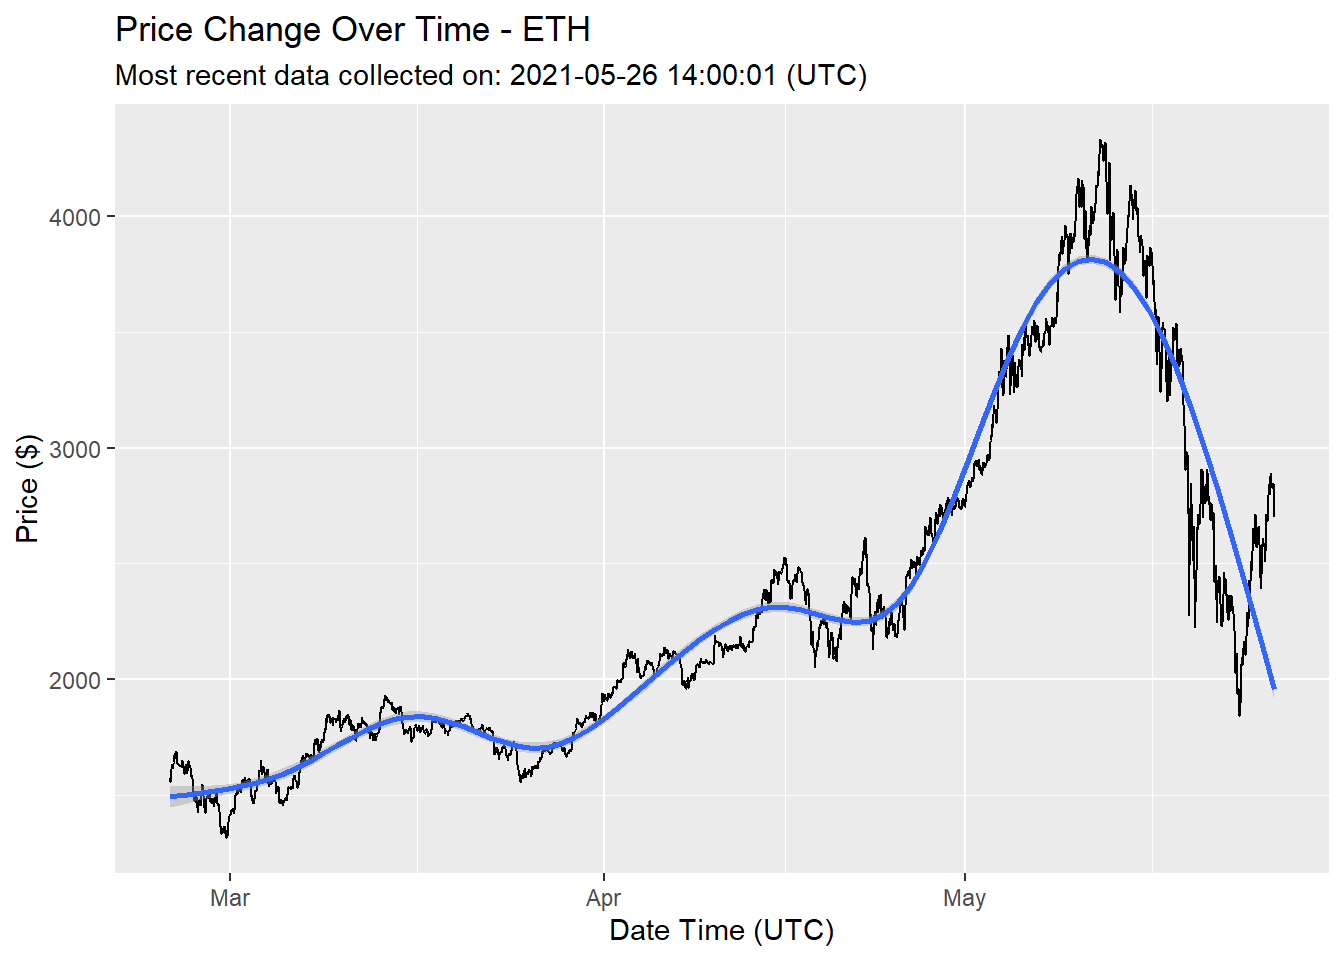 Price Change Over Time - ETH
Most recent data collected on: 2021-05-26 14:00:01 (UTC)
Price ($)
4000
3000
2000
Mar
Apr
May
Date Time (UTC)